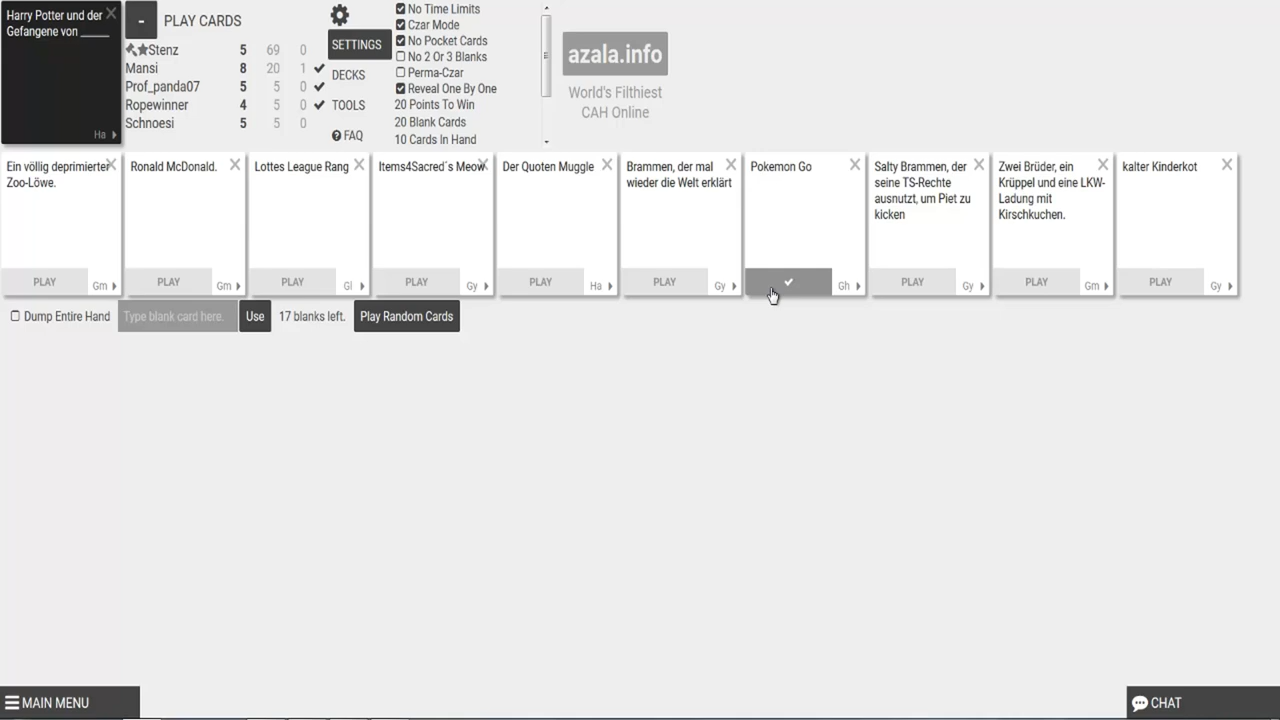 Harry Potter und der
Gefangene von _____
Ha
-
PLAY CARDS
Stenz 5 69 0
Mansi 8 20 1
Prof_panda07 5 5 0
Ropewinner 4 5 0
Schnoesi 5 5 0
SETTINGS
DECKS
TOOLS
FAQ
No Time Limits
Czar Mode
No Pocket Cards
No 2 Or 3 Blanks
Perma-Czar
Reveal One By One
20 Points To Win
20 Blank Cards
10 Cards In Hand
azala.info
World's Filthiest
CAH Online
Ein völlig deprimierter
Zoo-Löwe.
PLAY
Gm
Ronald McDonald.
PLAY
Gm
Lottes League Rang
PLAY
Gl
Items4Sacred´s Meow
PLAY
Gy
Der Quoten Muggle
PLAY
Ha
Brammen, der mal
wieder die Welt erklärt
PLAY
Gy
Pokemon Go
Gh
Salty Brammen, der
seine TS-Rechte
ausnutzt, um Piet zu
kicken
PLAY
Gy
Zwei Brüder, ein
Krüppel und eine LKW-
Ladung mit
Kirschkuchen.
PLAY
Gm
kalter Kinderkot
PLAY
Gy
Dump Entire Hand
Type blank card here.
Use
17 blanks left.
Play Random Cards
MAIN MENU
CHAT